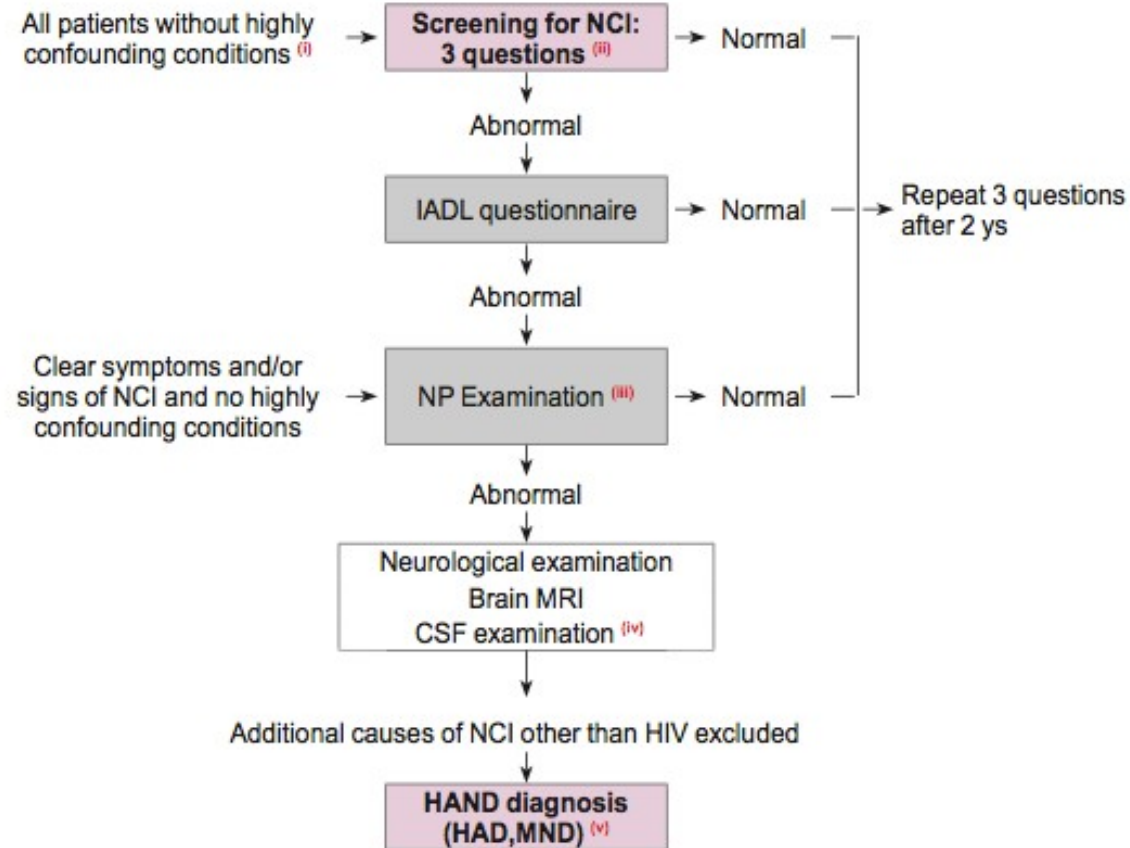 All patients without highly
confounding conditions (i)
Screening for NCI:
3 questions (ii)
Normal
Abnormal
IADL questionnaire
Normal
Repeat 3 questions
after 2 ys
Abnormal
Clear symptoms and/or
signs of NCI and no highly
confounding conditions
NP Examination (iii)
Normal
Abnormal
Neurological examination
Brain MRI
CSF examination (iv)
Additional causes of NCI other than HIV excluded
HAND diagnosis
(HAD,MND) (v)